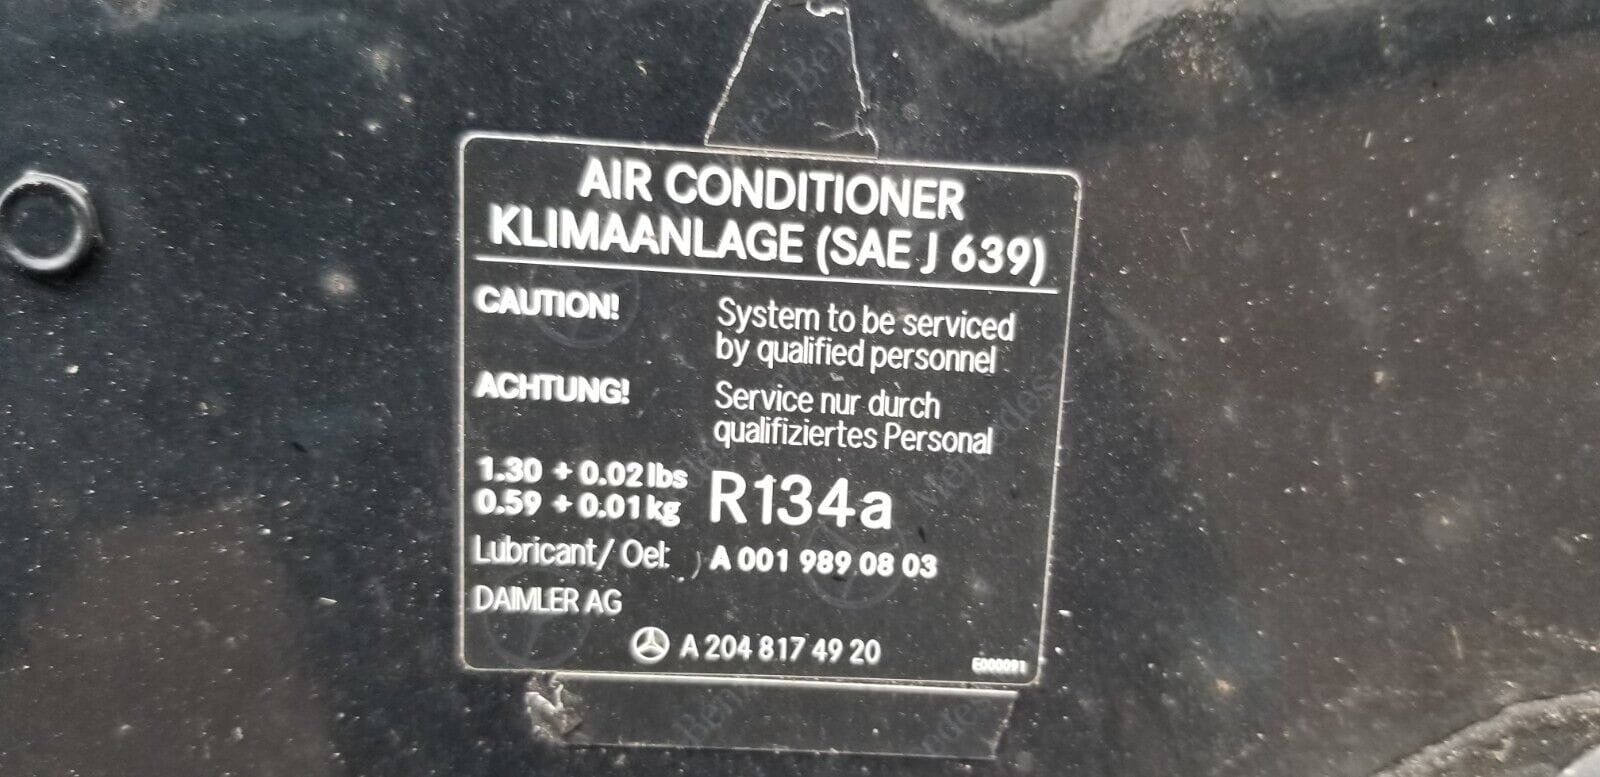 AIR CONDITIONER
KLIMAANLAGE (SAE J 639)
CAUTION! System to be serviced
by qualified personnel
ACHTUNG! Service nur durch
qualifiziertes Personal
1.30 + 0.02 lbs
0.59 + 0.01 kg R134a
Lubricant/ Oel: A 001 989 08 03
DAIMLER AG
A 204 817 49 20
E000091